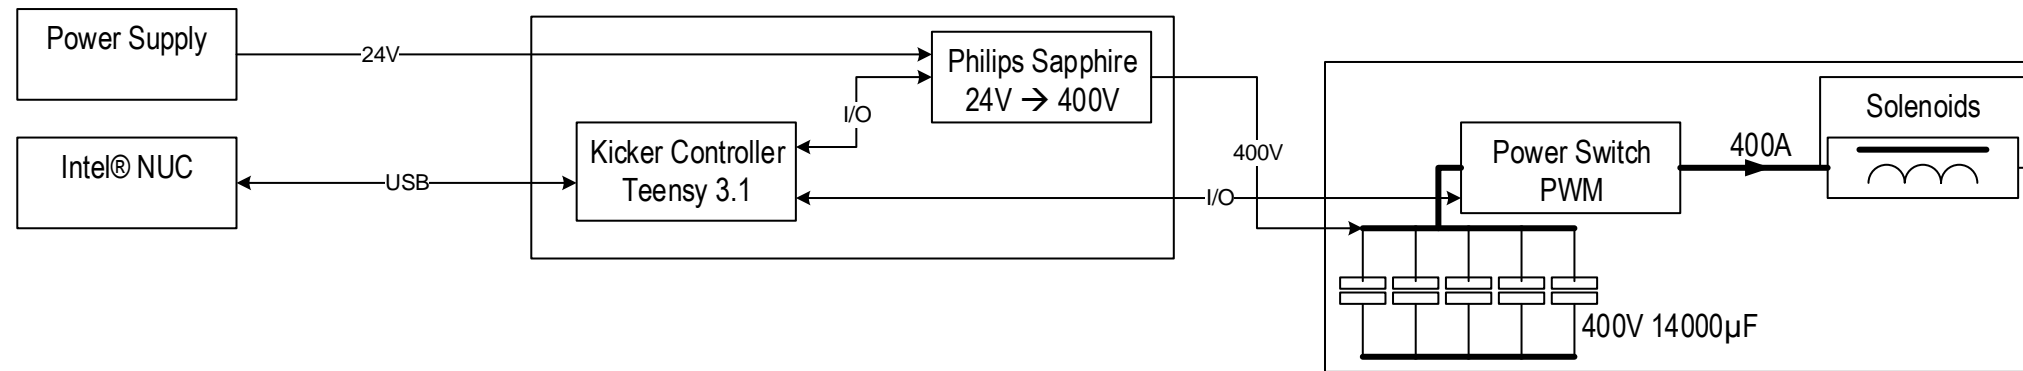 Power Supply
24V
Philips Sapphire
24V → 400V
I/O
Kicker Controller
Teensy 3.1
Intel® NUC
USB
I/O
400V
Power Switch
PWM
400A
Solenoids
400V 14000µF